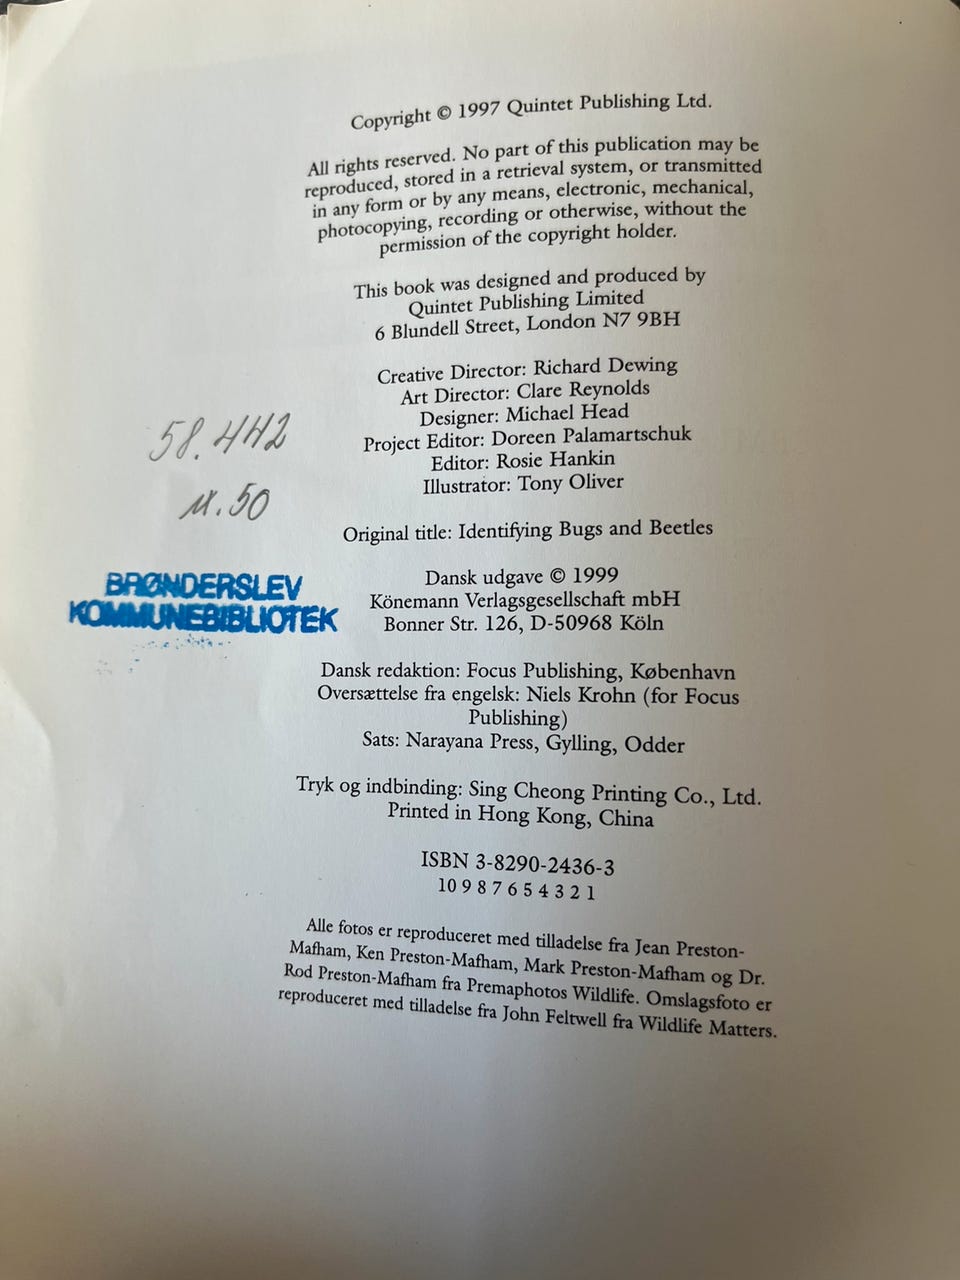 Copyright © 1997 Quintet Publishing Ltd.
All rights reserved. No part of this publication may be
reproduced, stored in a retrieval system, or transmitted
in any form or by any means, electronic, mechanical,
photocopying, recording or otherwise, without the
permission of the copyright holder.
This book was designed and produced by
Quintet Publishing Limited
6 Blundell Street, London N7 9BH
Creative Director: Richard Dewing
Art Director: Clare Reynolds
Designer: Michael Head
Project Editor: Doreen Palamartschuk
Editor: Rosie Hankin
Illustrator: Tony Oliver
58.442
50
Original title: Identifying Bugs and Beetles
BRØNDERSLEV
KOMMUNEBIBLIOTEK
Dansk udgave © 1999
Könemann Verlagsgesellschaft mbH
Bonner Str. 126, D-50968 Köln
Dansk redaktion: Focus Publishing, København
Oversættelse fra engelsk: Niels Krohn (for Focus
Publishing)
Sats: Narayana Press, Gylling, Odder
Tryk og indbinding: Sing Cheong Printing Co., Ltd.
Printed in Hong Kong, China
ISBN 3-8290-2436-3
10 9 8 7 6 5 4 3 2 1
Alle fotos er reproduceret med tilladelse fra Jean Preston-
Mafham, Ken Preston-Mafham, Mark Preston-Mafham og Dr.
Rod Preston-Mafham fra Premaphotos Wildlife. Omslagsfoto er
reproduceret med tilladelse fra John Feltwell fra Wildlife Matters.